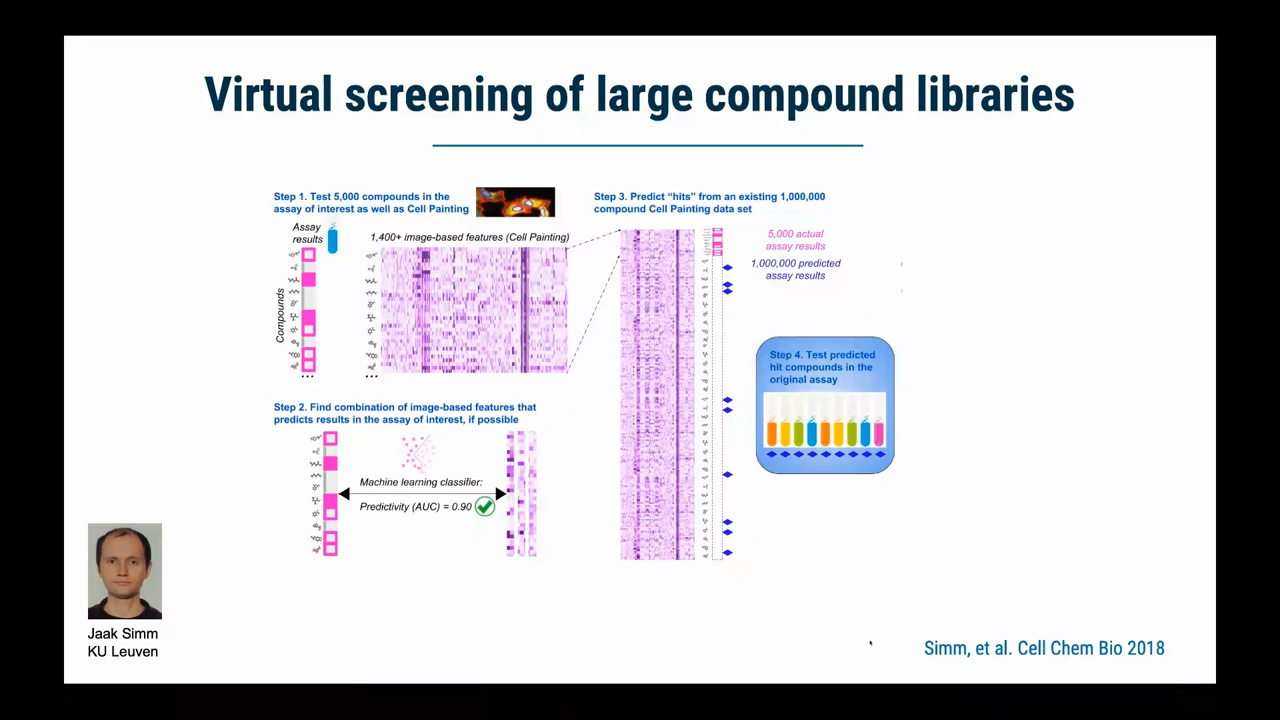 Virtual screening of large compound libraries
Step 1. Test 5,000 compounds in the
assay of interest as well as Cell Painting
Assay
results
1,400+ image-based features (Cell Painting)
Compounds
...
...
Step 2. Find combination of image-based features that
predicts results in the assay of interest, if possible
Machine learning classifier:
Predictivity (AUC) = 0.90
Step 3. Predict “hits” from an existing 1,000,000
compound Cell Painting data set
5,000 actual
assay results
1,000,000 predicted
assay results
Step 4. Test predicted
hit compounds in the
original assay
Jaak Simm
KU Leuven
Simm, et al. Cell Chem Bio 2018